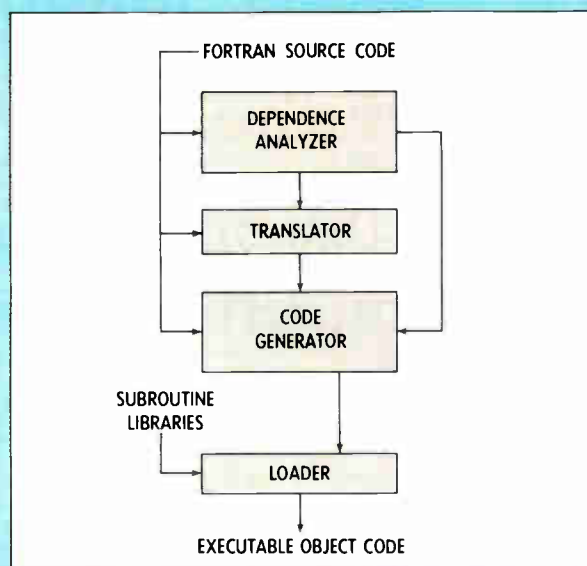 FORTRAN SOURCE CODE
DEPENDENCE
ANALYZER
TRANSLATOR
CODE
GENERATOR
SUBROUTINE
LIBRARIES
LOADER
EXECUTABLE OBJECT CODE